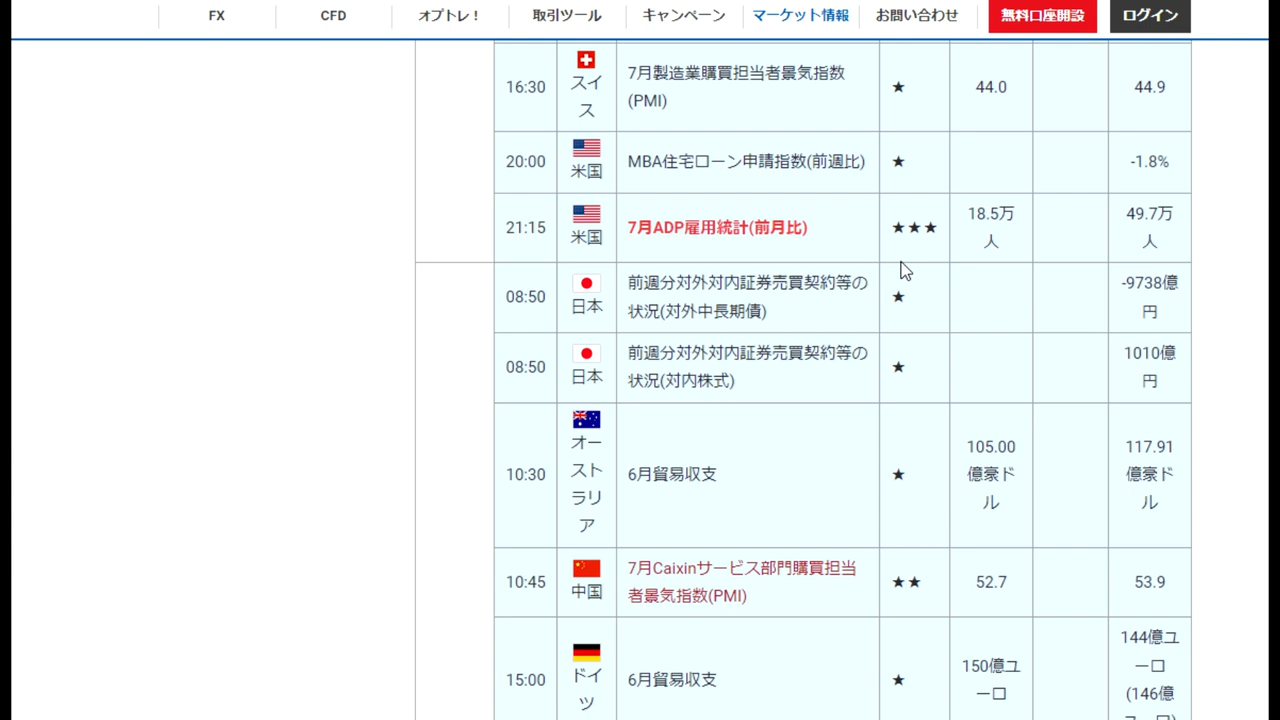 FX
CFD
オプトレ！
取引ツール
キャンペーン
マーケット情報
お問い合わせ
無料口座開設
ログイン
16:30
スイ
ス
7月製造業購買担当者景気指数
(PMI)
★
44.0
44.9
20:00
米国
MBA住宅ローン申請指数(前週比)
★
-1.8%
21:15
米国
7月ADP雇用統計(前月比)
★★★
18.5万
人
49.7万
人
08:50
日本
前週分対外対内証券売買契約等の
状況(対外中長期債)
★
-9738億
円
08:50
日本
前週分対外対内証券売買契約等の
状況(対内株式)
★
1010億
円
10:30
オー
スト
ラリ
ア
6月貿易収支
★
105.00
億豪ド
ル
117.91
億豪ド
ル
10:45
中国
7月Caixinサービス部門購買担当
者景気指数(PMI)
★★
52.7
53.9
15:00
ドイ
ツ
6月貿易収支
★
150億ユ
ーロ
144億ユ
ーロ
(146億